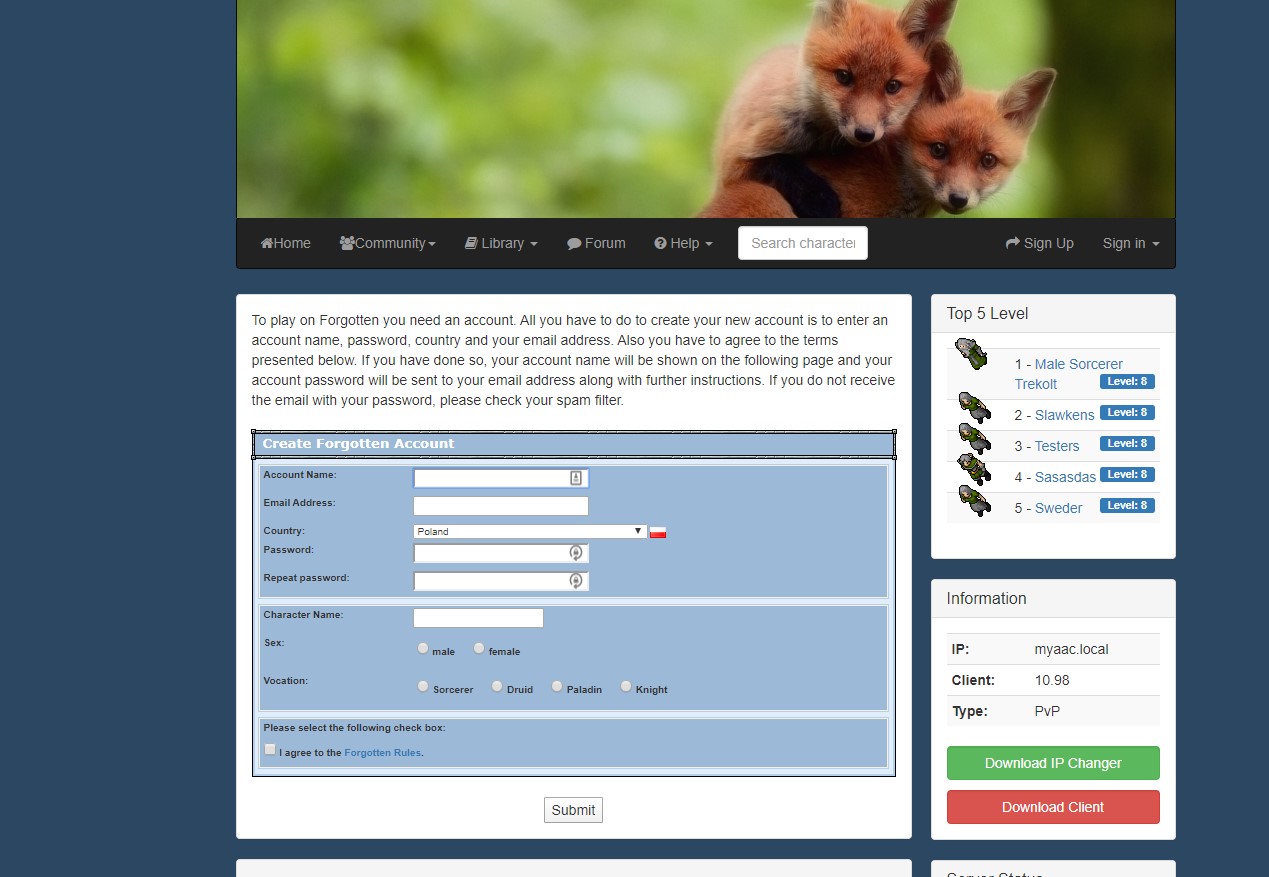 Home Community Library Forum Help Search character Sign Up Sign in
To play on Forgotten you need an account. All you have to do to create your new account is to enter an
account name, password, country and your email address. Also you have to agree to the terms
presented below. If you have done so, your account name will be shown on the following page and your
account password will be sent to your email address along with further instructions. If you do not receive
the email with your password, please check your spam filter.
Create Forgotten Account
Account Name:
Email Address:
Country: Poland
Password:
Repeat password:
Character Name:
Sex: male female
Vocation: Sorcerer Druid Paladin Knight
Please select the following check box:
I agree to the Forgotten Rules.
Submit
Top 5 Level
1 - Male Sorcerer
Trekolt Level: 8
2 - Slawkens Level: 8
3 - Testers Level: 8
4 - Sasasdas Level: 8
5 - Sweder Level: 8
Information
IP: myaac.local
Client: 10.98
Type: PvP
Download IP Changer
Download Client
Server Status